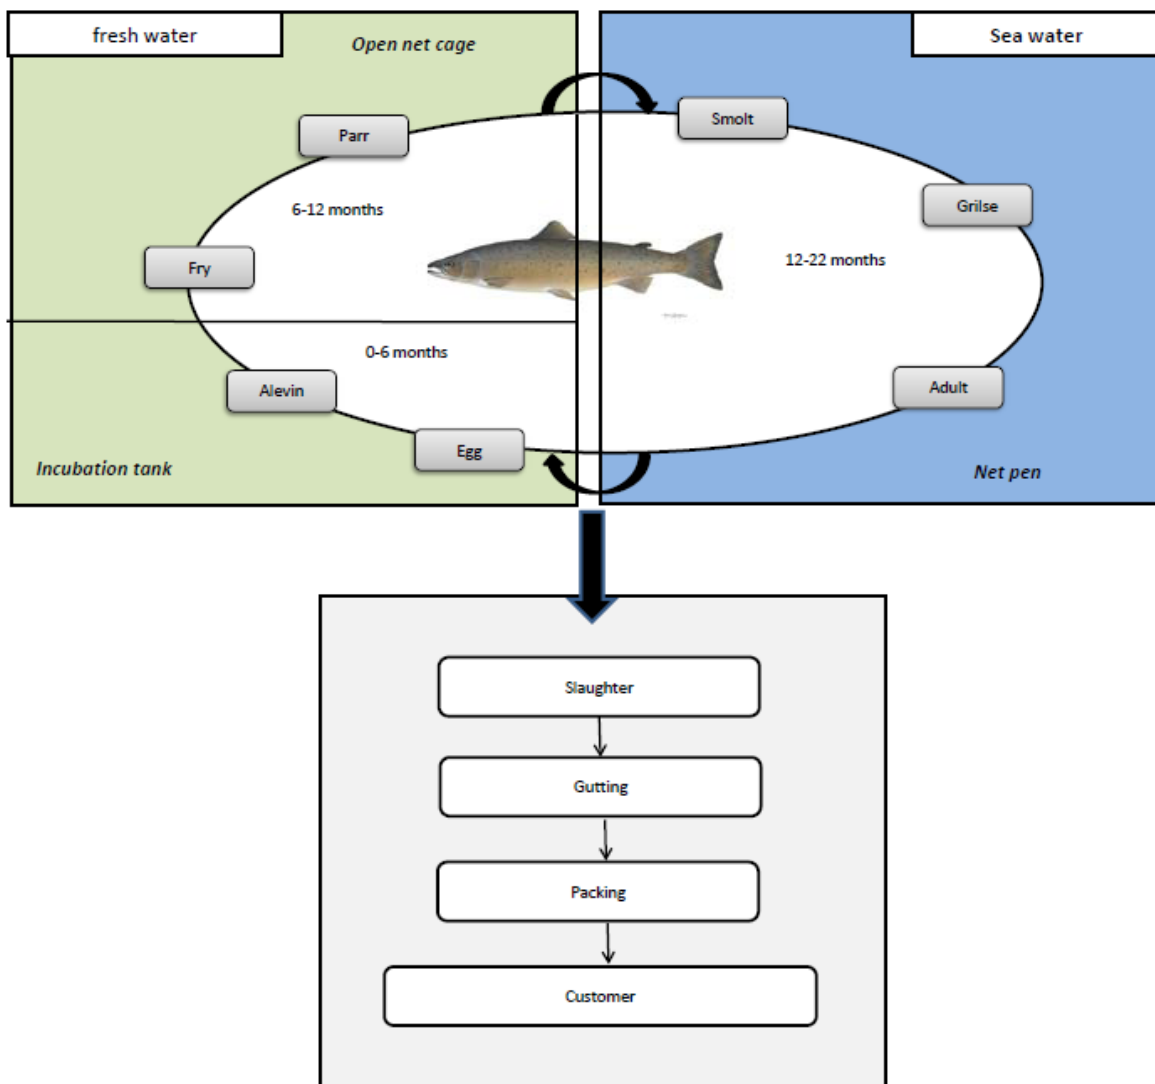 fresh water
Open net cage
Sea water
Parr
Smolt
6-12 months
Grilse
Fry
12-22 months
0-6 months
Alevin
Adult
Egg
Incubation tank
Net pen
Slaughter
Gutting
Packing
Customer